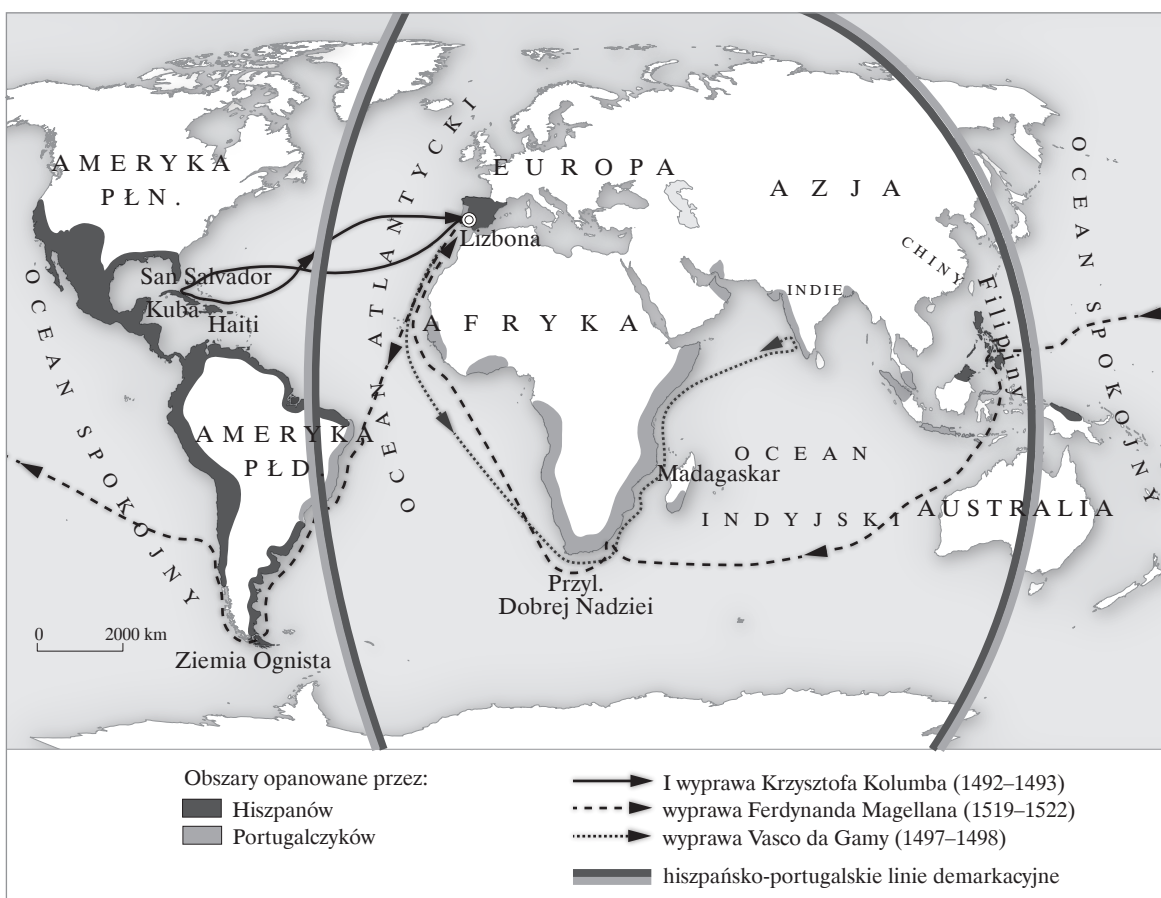 AMERYKA
PŁN.
OCEAN ATLANTYCKI
EUROPA
AZJA
OCEAN SPOKOJNY
Lizbona
CHINY
San Salvador
Kuba
Haiti
INDIE
Filipiny
AFRYKA
OCEAN SPOKOJNY
AMERYKA
PŁD.
OCEAN
INDYJSKI
Madagaskar
AUSTRALIA
Przyl.
Dobrej Nadziei
0 2000 km
Ziemia Ognista
Obszary opanowane przez:
Hiszpanów
Portugalczyków
I wyprawa Krzysztofa Kolumba (1492–1493)
wyprawa Ferdynanda Magellana (1519–1522)
wyprawa Vasco da Gamy (1497–1498)
hiszpańsko-portugalskie linie demarkacyjne